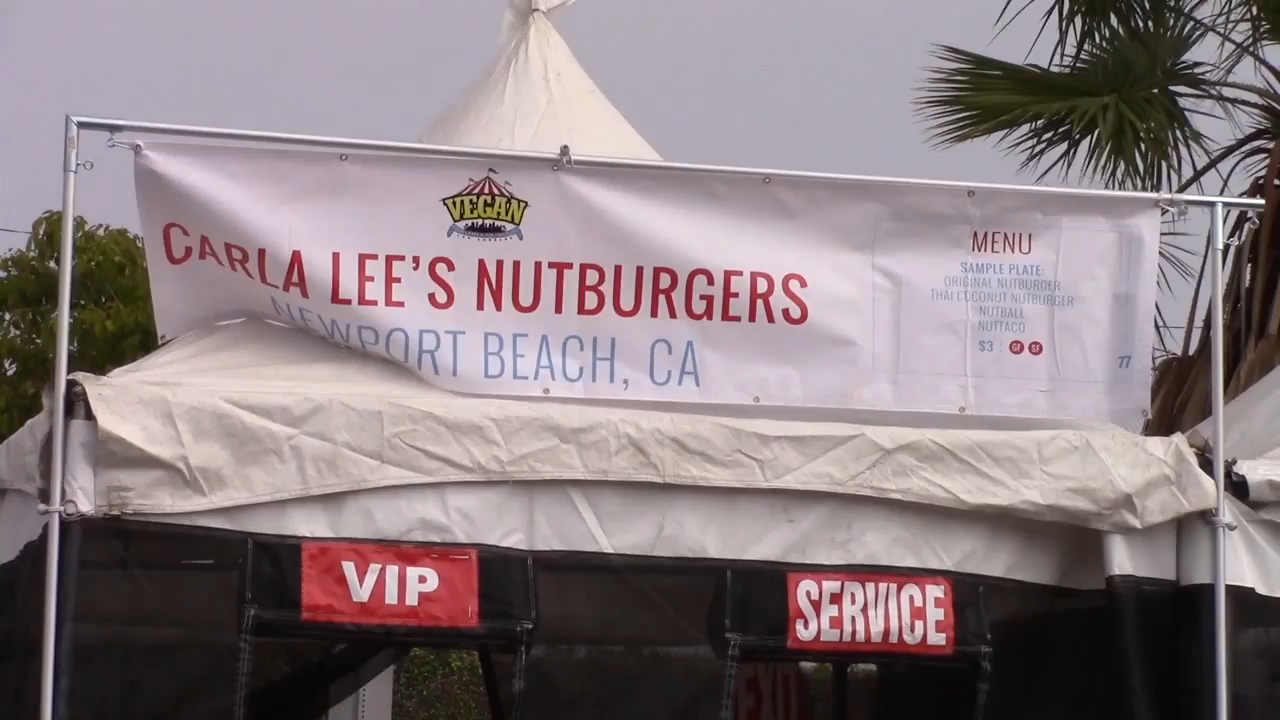 VEGAN
CARLA LEE'S NUTBURGERS
NEWPORT BEACH, CA
MENU
SAMPLE PLATE:
ORIGINAL NUTBURGER
THAI COCONUT NUTBURGER
NUTBALL
NUTTACO
$3 GF SF
77
VIP
SERVICE
EXIT